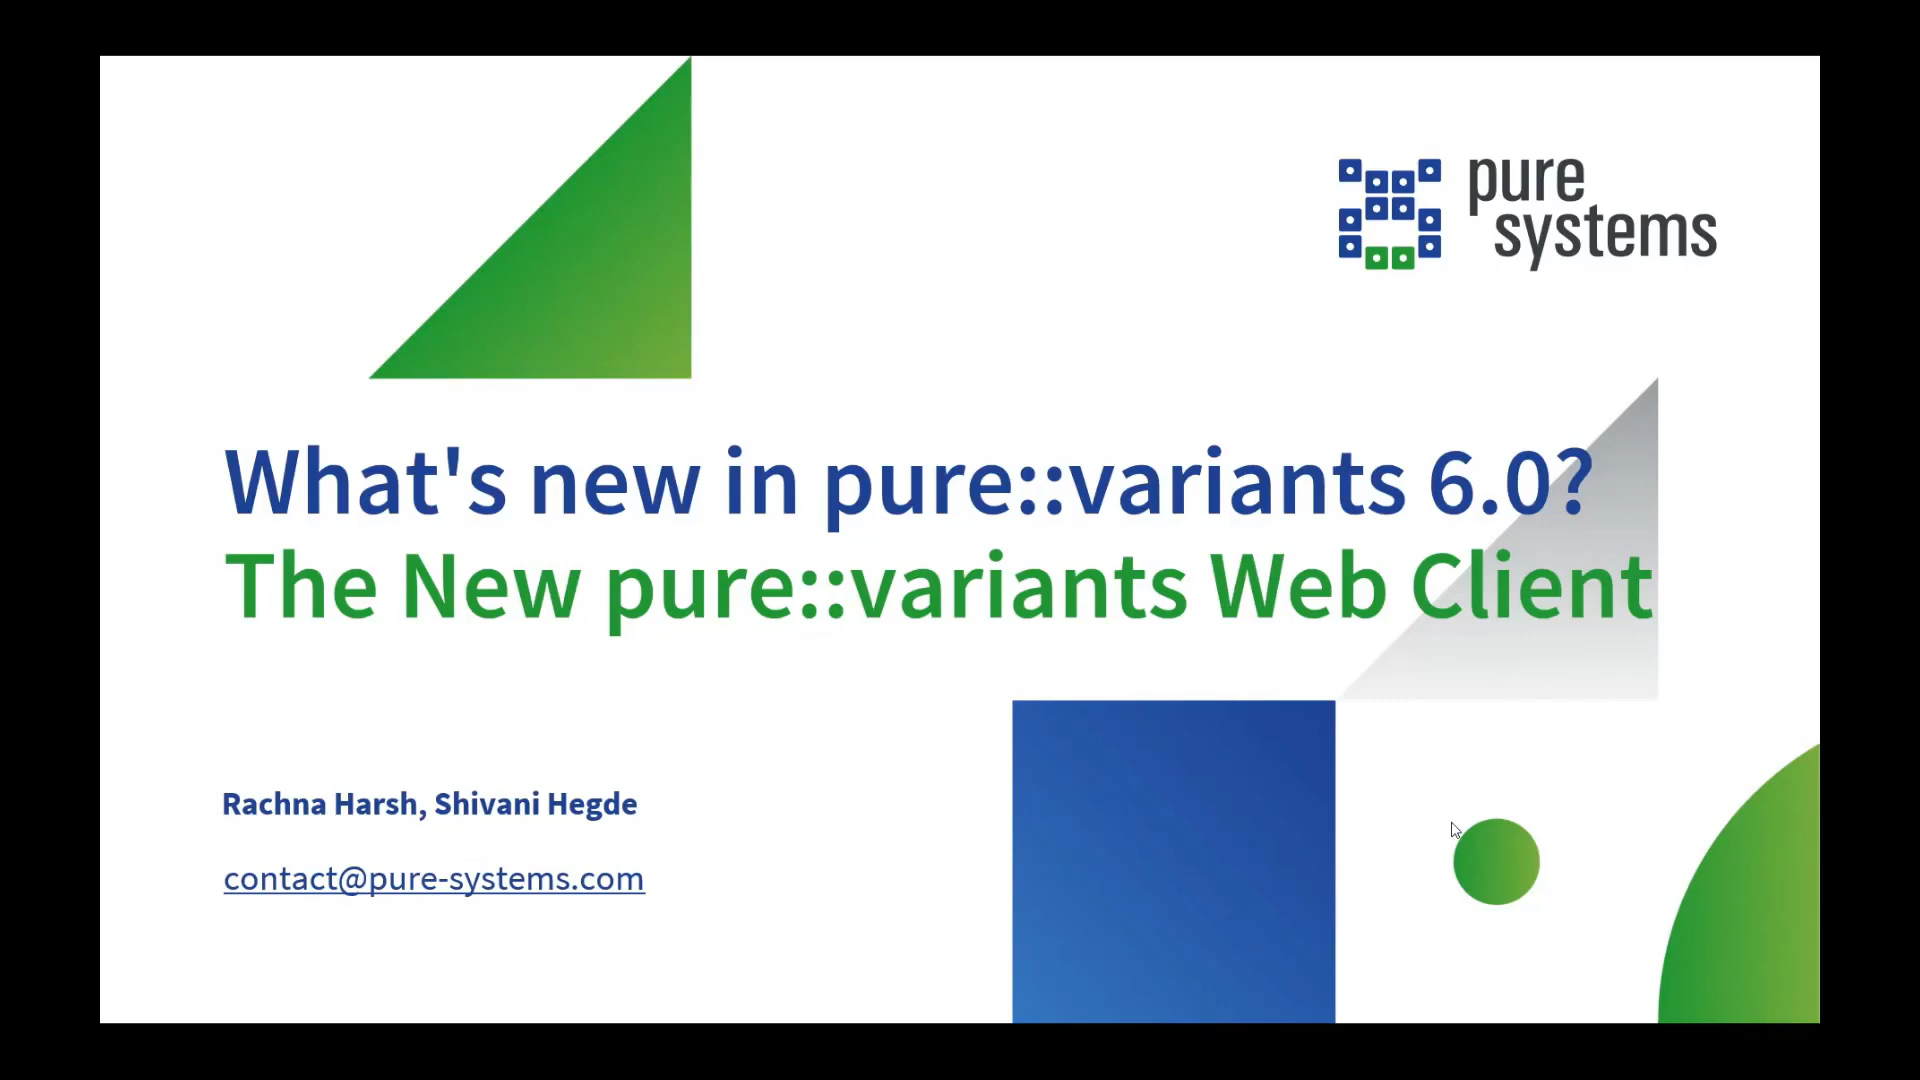 pure
systems
What's new in pure::variants 6.0?
The New pure::variants Web Client
Rachna Harsh, Shivani Hegde
contact@pure-systems.com